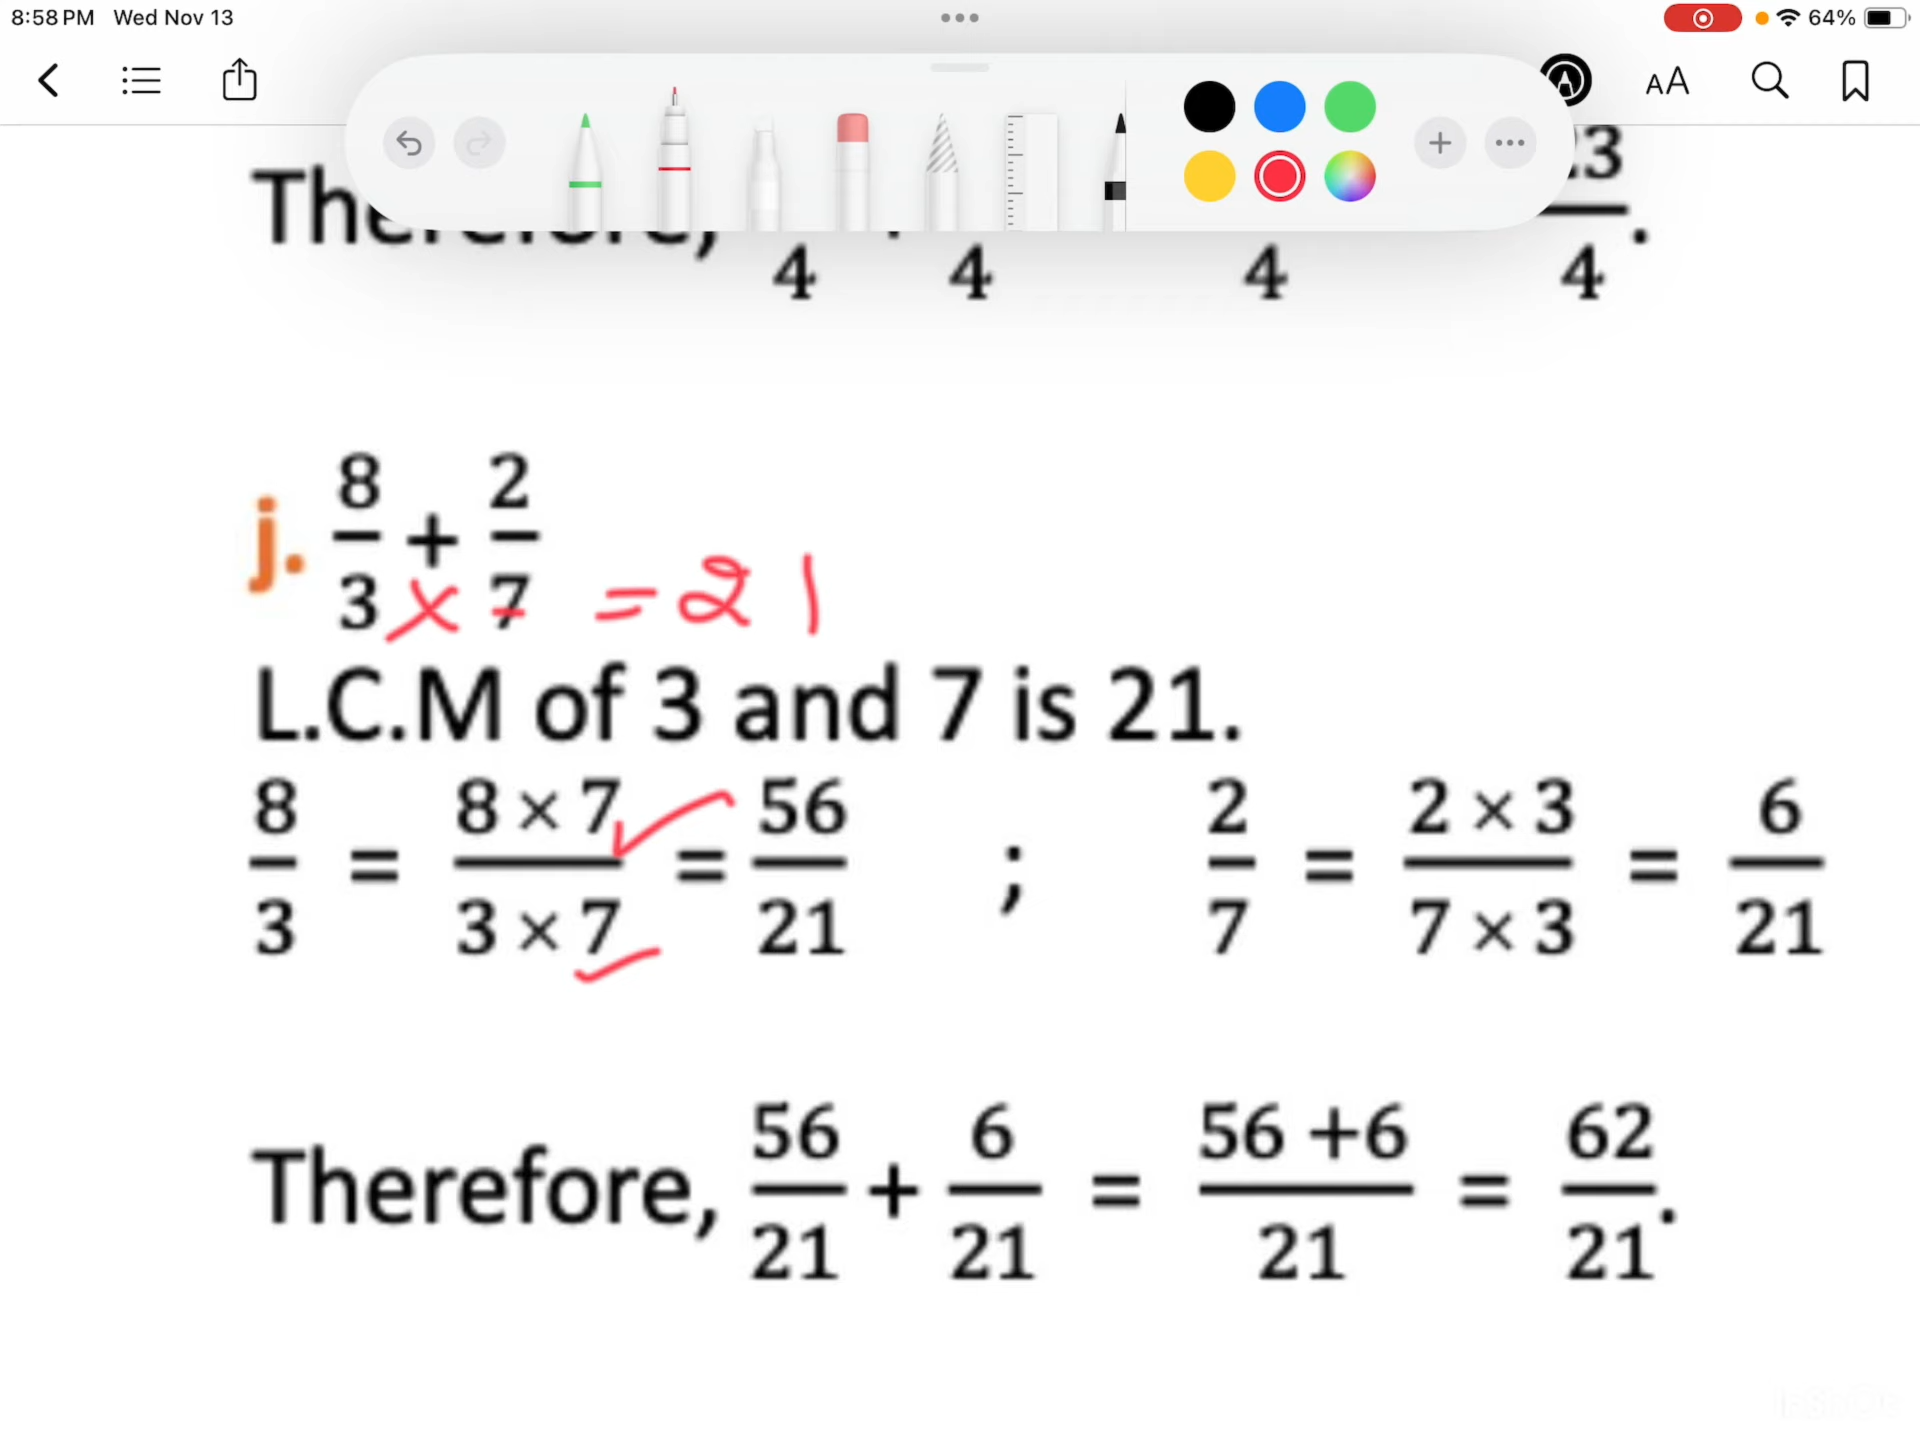 8:58 PM Wed Nov 13 64%
AA
3
4 4 4 4 .
j. 8/3 + 2/7
× = 21
L.C.M of 3 and 7 is 21.
8/3 = 8 × 7/3 × 7 = 56/21 ; 2/7 = 2 × 3/7 × 3 = 6/21
Therefore, 56/21 + 6/21 = 56 +6/21 = 62/21.